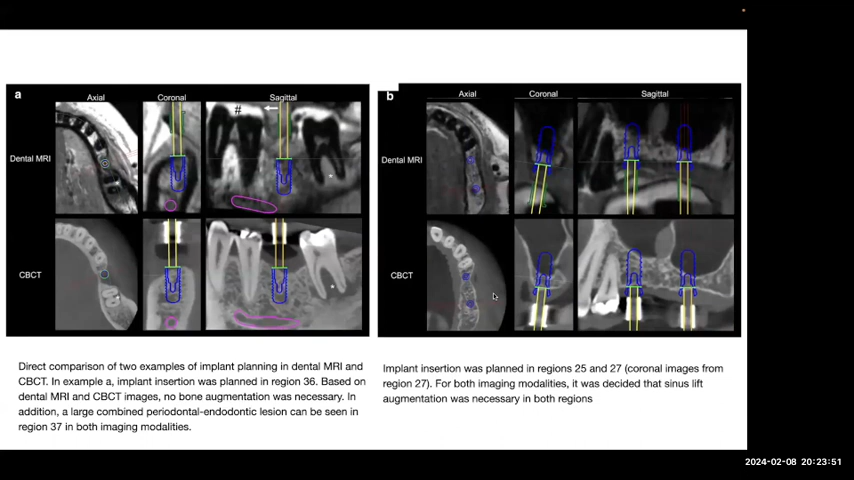 a
Axial
Coronal
Sagittal
#
Dental MRI
*
CBCT
*
Direct comparison of two examples of implant planning in dental MRI and
CBCT. In example a, implant insertion was planned in region 36. Based on
dental MRI and CBCT images, no bone augmentation was necessary. In
addition, a large combined periodontal-endodontic lesion can be seen in
region 37 in both imaging modalities.
b
Axial
Coronal
Sagittal
Dental MRI
CBCT
Implant insertion was planned in regions 25 and 27 (coronal images from
region 27). For both imaging modalities, it was decided that sinus lift
augmentation was necessary in both regions
2024-02-08 20:23:51